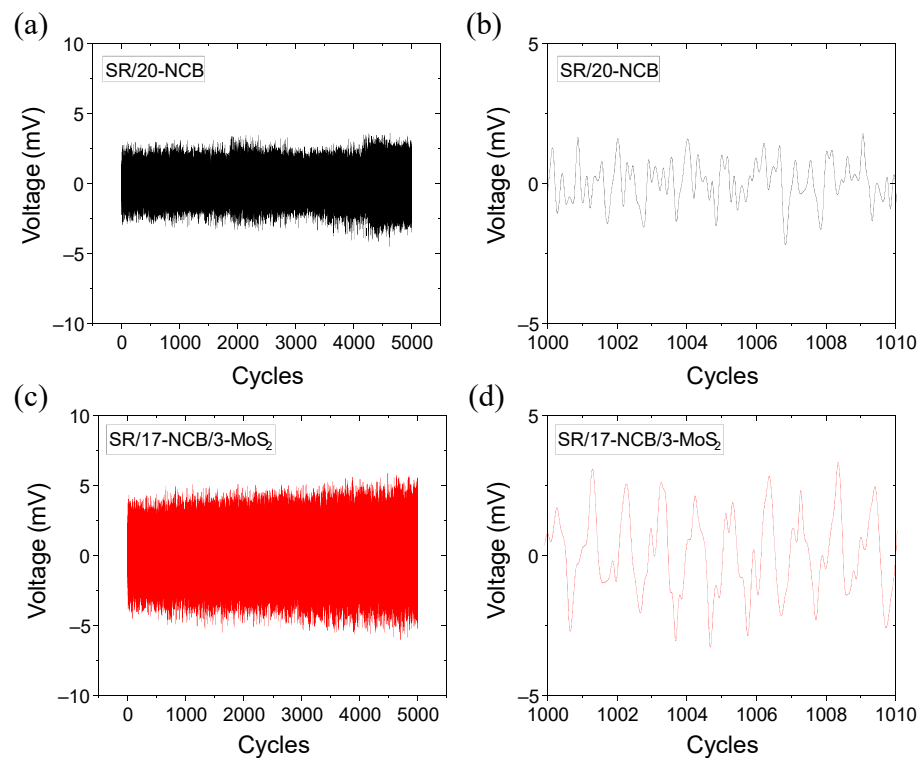 (a)
10
5
0
–5
–10
Voltage (mV)
SR/20-NCB
0 1000 2000 3000 4000 5000
Cycles
(b)
5
0
–5
Voltage (mV)
SR/20-NCB
1000 1002 1004 1006 1008 1010
Cycles
(c)
10
5
0
–5
–10
Voltage (mV)
SR/17-NCB/3-MoS₂
0 1000 2000 3000 4000 5000
Cycles
(d)
5
0
–5
Voltage (mV)
SR/17-NCB/3-MoS₂
1000 1002 1004 1006 1008 1010
Cycles